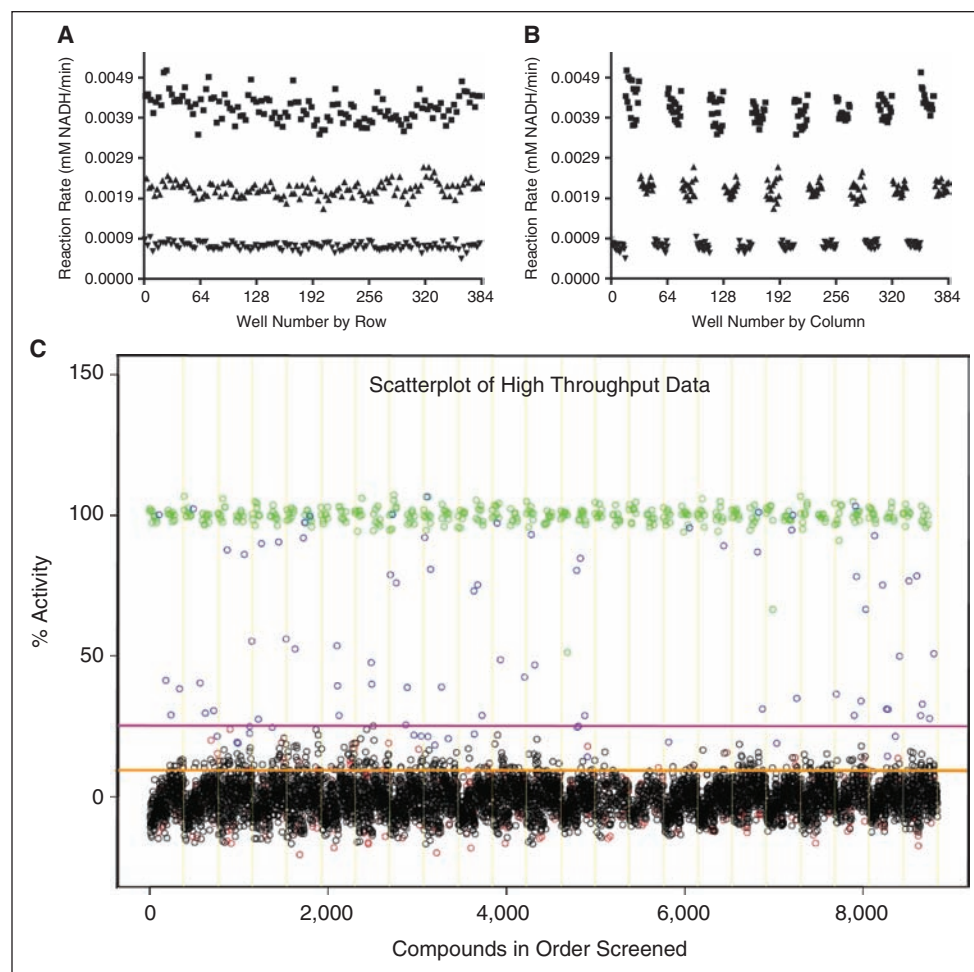 A
Reaction Rate (mM NADH/min)
0.0049
0.0039
0.0029
0.0019
0.0009
0.0000
0 64 128 192 256 320 384
Well Number by Row
B
Reaction Rate (mM NADH/min)
0.0049
0.0039
0.0029
0.0019
0.0009
0.0000
0 64 128 192 256 320 384
Well Number by Column
C
Scatterplot of High Throughput Data
% Activity
150
100
50
0
0 2,000 4,000 6,000 8,000
Compounds in Order Screened